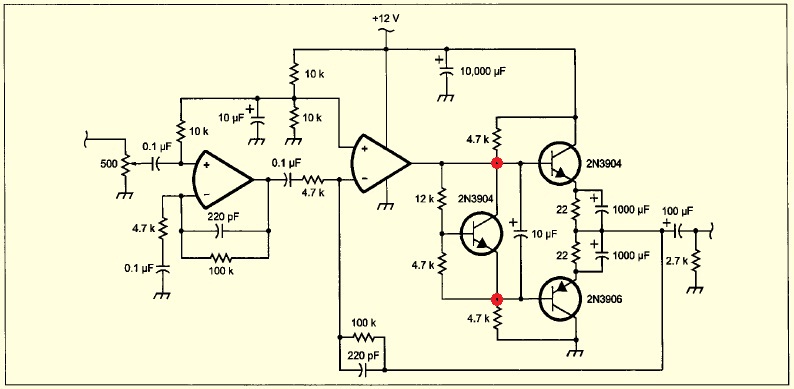 +12 V
10 k
+
10,000 µF
10 k
10 µF
+
10 k
4.7 k
2N3904
500
0.1 µF
+
−
0.1 µF
4.7 k
+
−
12 k
2N3904
+
10 µF
22
+
1000 µF
+
100 µF
4.7 k
220 pF
100 k
0.1 µF
4.7 k
22
+
1000 µF
2.7 k
2N3906
4.7 k
100 k
220 pF